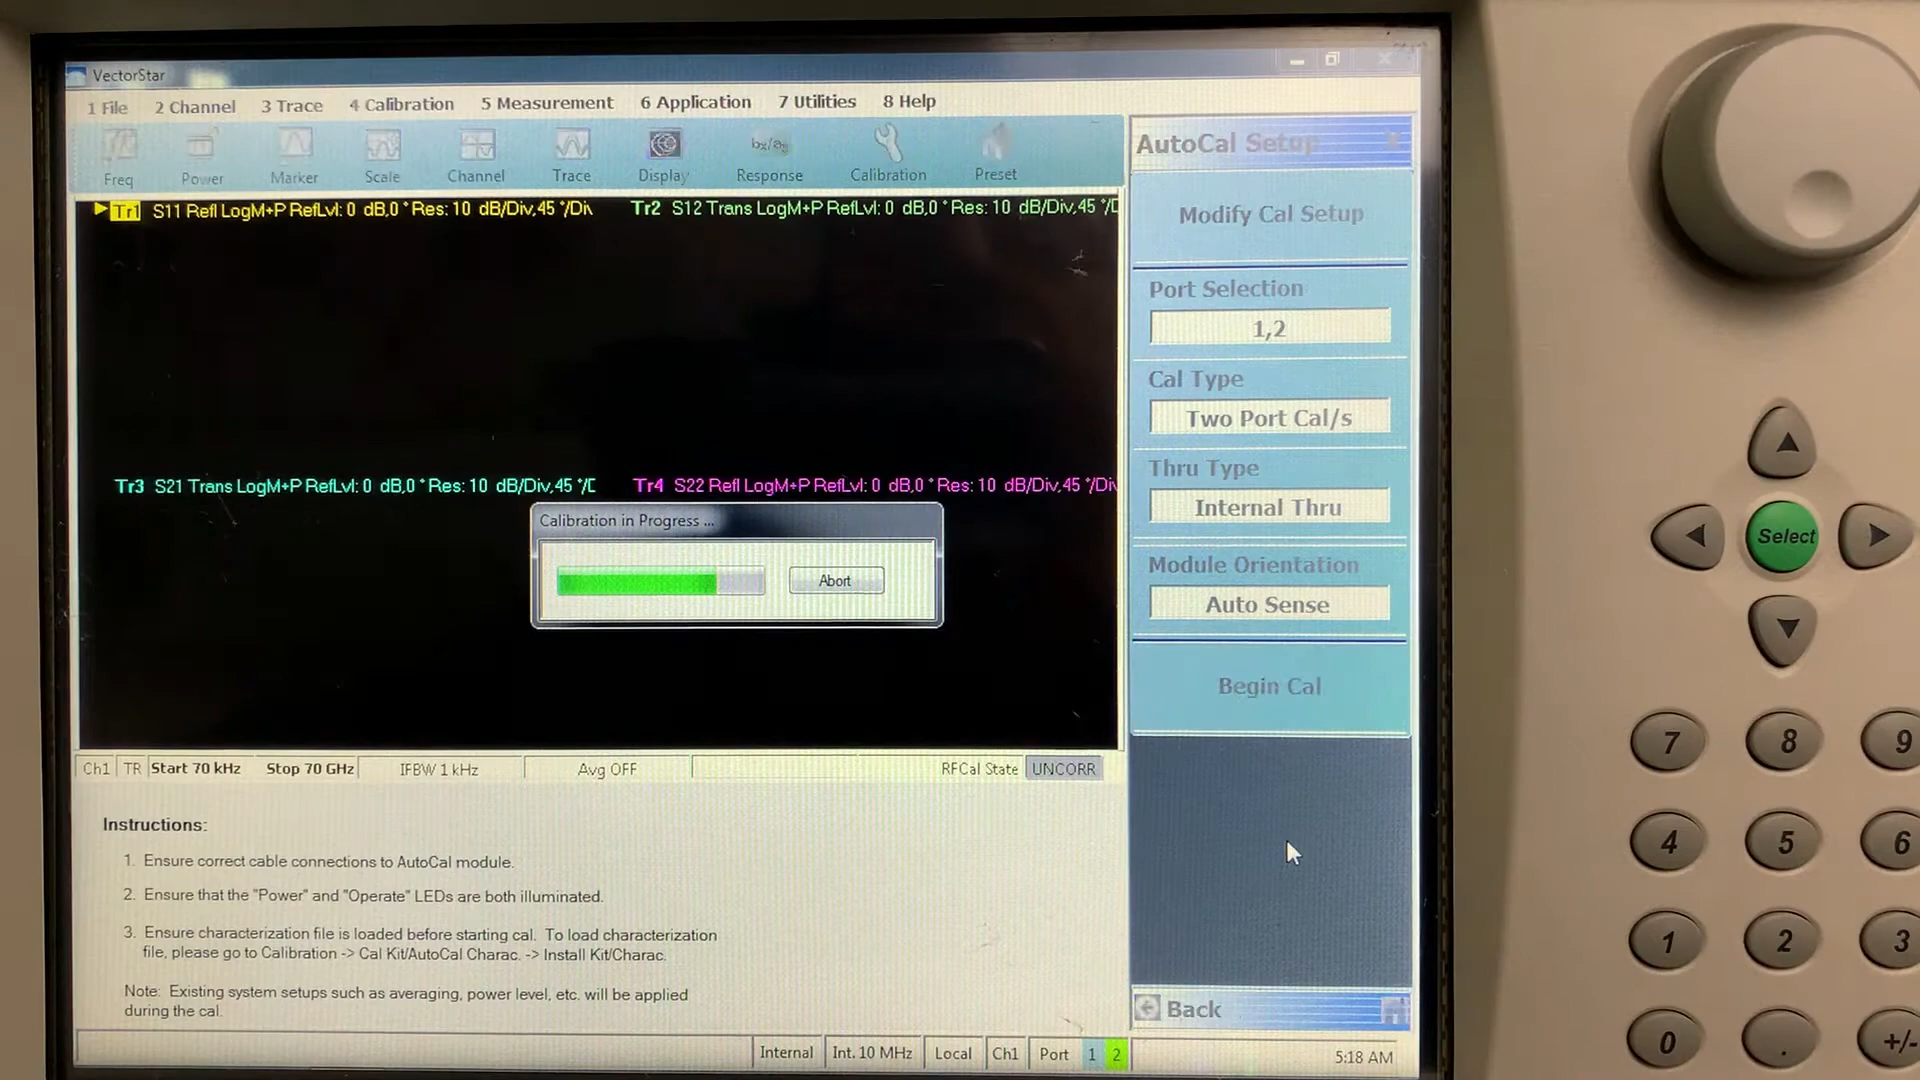 VectorStar
1 File 2 Channel 3 Trace 4 Calibration 5 Measurement 6 Application 7 Utilities 8 Help
Freq Power Marker Scale Channel Trace Display Response Calibration Preset
Tr1 S11 Refl LogM+P RefLvl: 0 dB,0 ° Res: 10 dB/Div,45 °/Div
Tr2 S12 Trans LogM+P RefLvl: 0 dB,0 ° Res: 10 dB/Div,45 °/D
Tr3 S21 Trans LogM+P RefLvl: 0 dB,0 ° Res: 10 dB/Div,45 °/D
Tr4 S22 Refl LogM+P RefLvl: 0 dB,0 ° Res: 10 dB/Div,45 °/Div
Calibration in Progress ...
Abort
Ch1 TR Start 70 kHz Stop 70 GHz IFBW 1 kHz Avg OFF RFCal State UNCORR
Instructions:
1. Ensure correct cable connections to AutoCal module.
2. Ensure that the "Power" and "Operate" LEDs are both illuminated.
3. Ensure characterization file is loaded before starting cal. To load characterization
file, please go to Calibration -> Cal Kit/AutoCal Charac. -> Install Kit/Charac.
Note: Existing system setups such as averaging, power level, etc. will be applied
during the cal.
AutoCal Setup
Modify Cal Setup
Port Selection
1,2
Cal Type
Two Port Cal/s
Thru Type
Internal Thru
Module Orientation
Auto Sense
Begin Cal
Back
Internal Int. 10 MHz Local Ch1 Port 1 2 5:18 AM
Select
7 8 9
4 5 6
1 2 3
0 . +/-